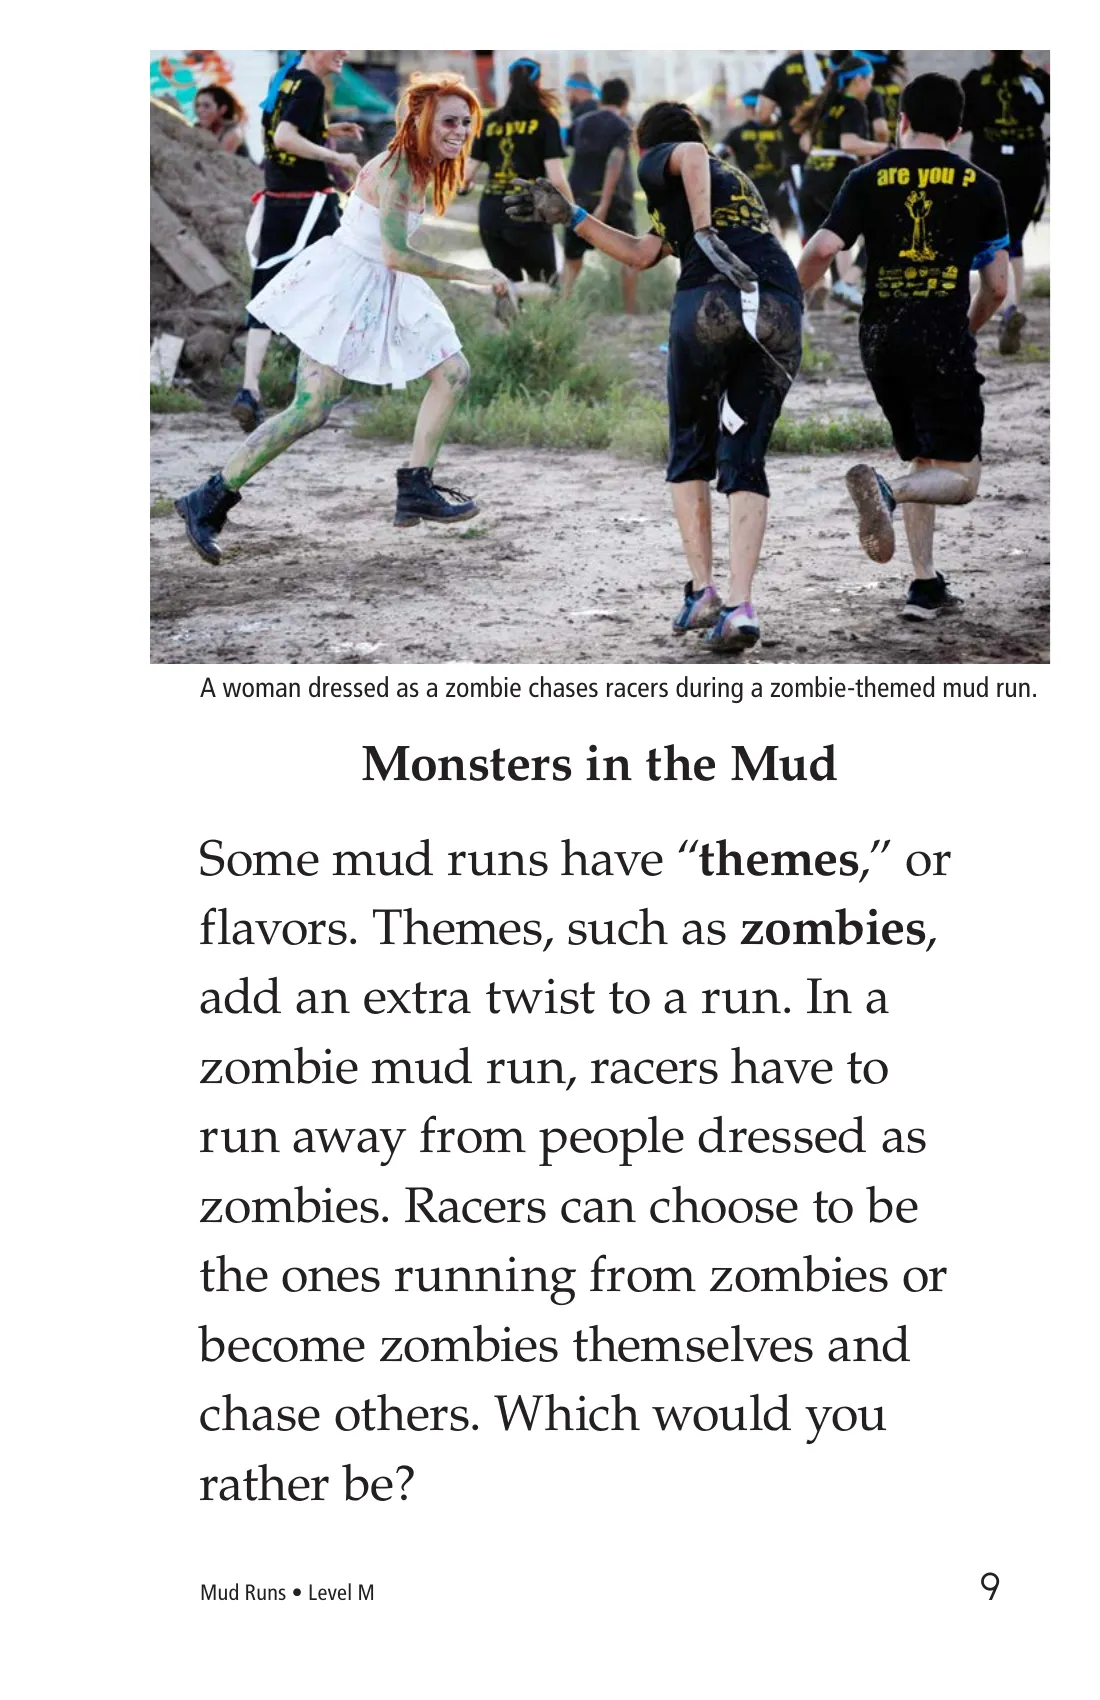 are you ?
A woman dressed as a zombie chases racers during a zombie-themed mud run.
Monsters in the Mud
Some mud runs have “themes,” or
flavors. Themes, such as zombies,
add an extra twist to a run. In a
zombie mud run, racers have to
run away from people dressed as
zombies. Racers can choose to be
the ones running from zombies or
become zombies themselves and
chase others. Which would you
rather be?
Mud Runs • Level M
9